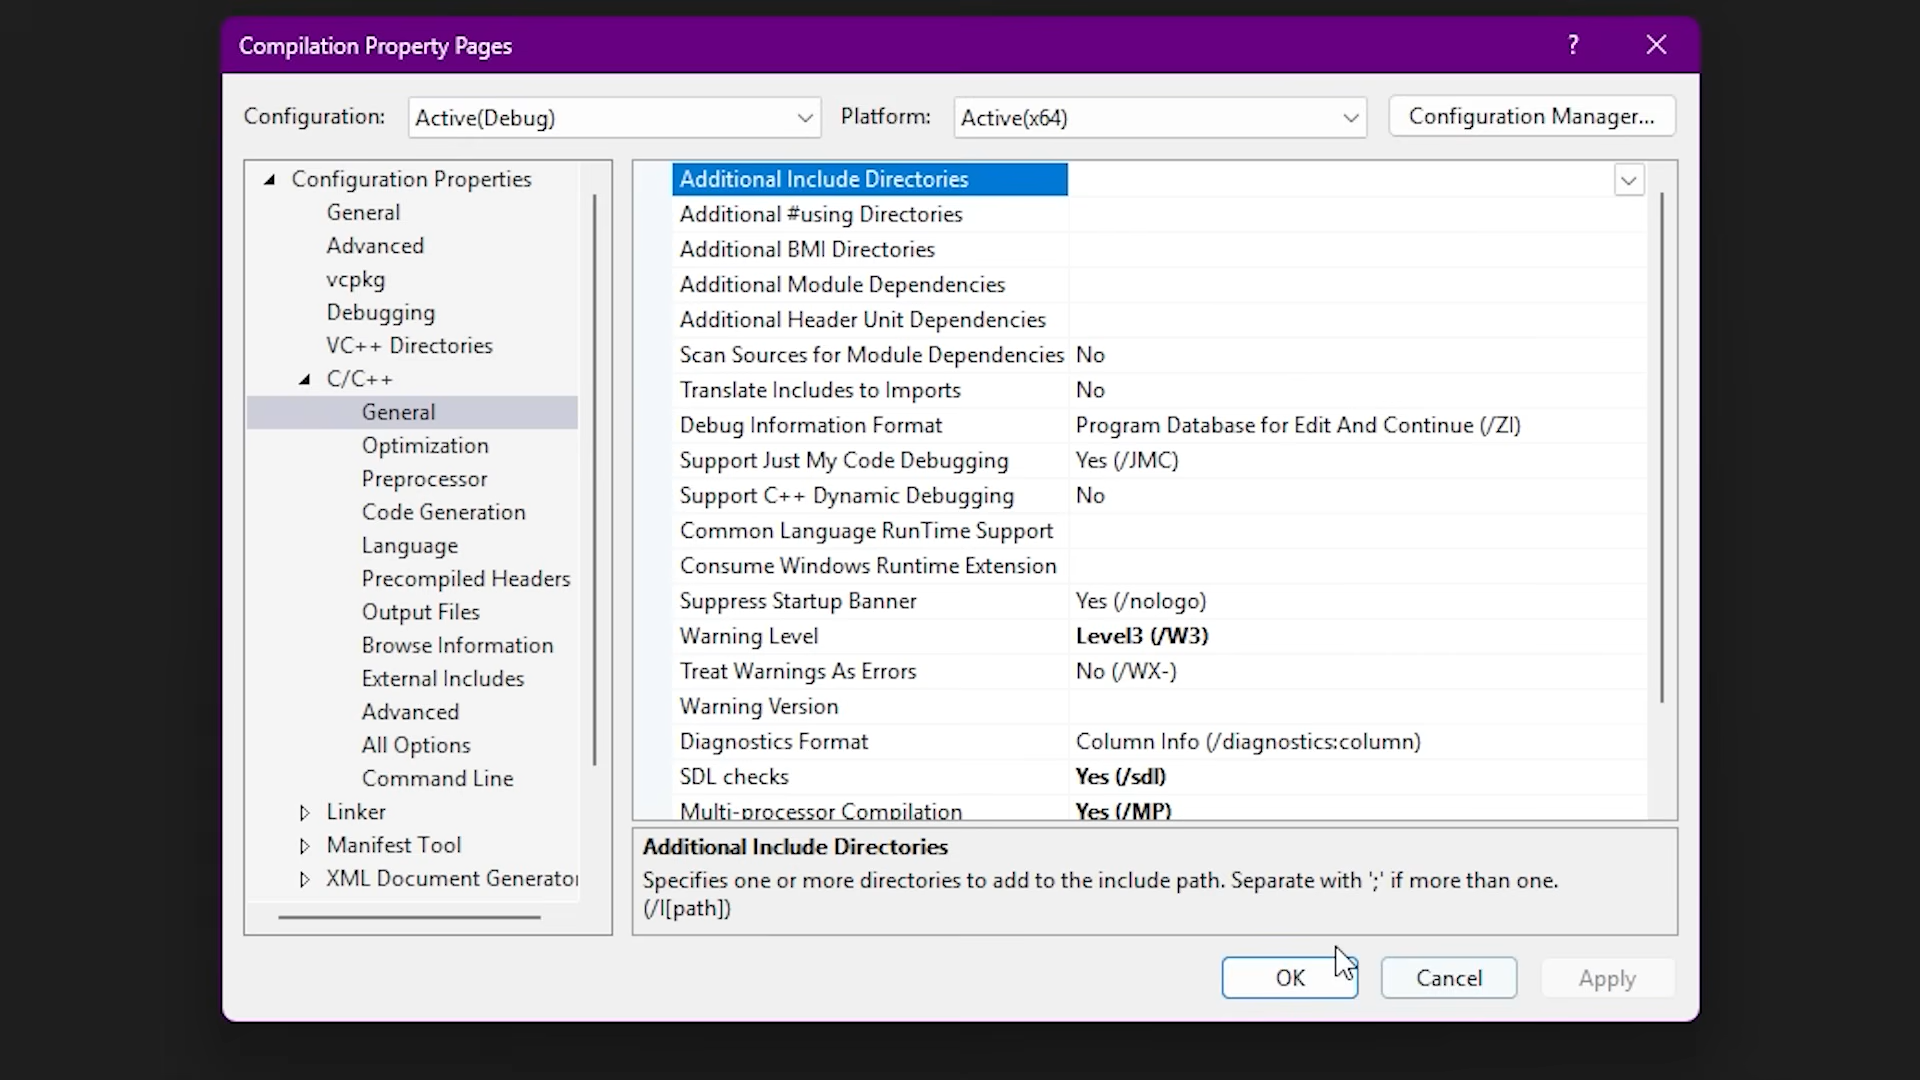 Compilation Property Pages
?
Configuration: Active(Debug) Platform: Active(x64) Configuration Manager...
Configuration Properties
General
Advanced
vcpkg
Debugging
VC++ Directories
C/C++
General
Optimization
Preprocessor
Code Generation
Language
Precompiled Headers
Output Files
Browse Information
External Includes
Advanced
All Options
Command Line
Linker
Manifest Tool
XML Document Generator
Additional Include Directories
Additional #using Directories
Additional BMI Directories
Additional Module Dependencies
Additional Header Unit Dependencies
Scan Sources for Module Dependencies No
Translate Includes to Imports No
Debug Information Format Program Database for Edit And Continue (/ZI)
Support Just My Code Debugging Yes (/JMC)
Support C++ Dynamic Debugging No
Common Language RunTime Support
Consume Windows Runtime Extension
Suppress Startup Banner Yes (/nologo)
Warning Level Level3 (/W3)
Treat Warnings As Errors No (/WX-)
Warning Version
Diagnostics Format Column Info (/diagnostics:column)
SDL checks Yes (/sdl)
Multi-processor Compilation Yes (/MP)
Additional Include Directories
Specifies one or more directories to add to the include path. Separate with ';' if more than one.
(/I[path])
OK Cancel Apply